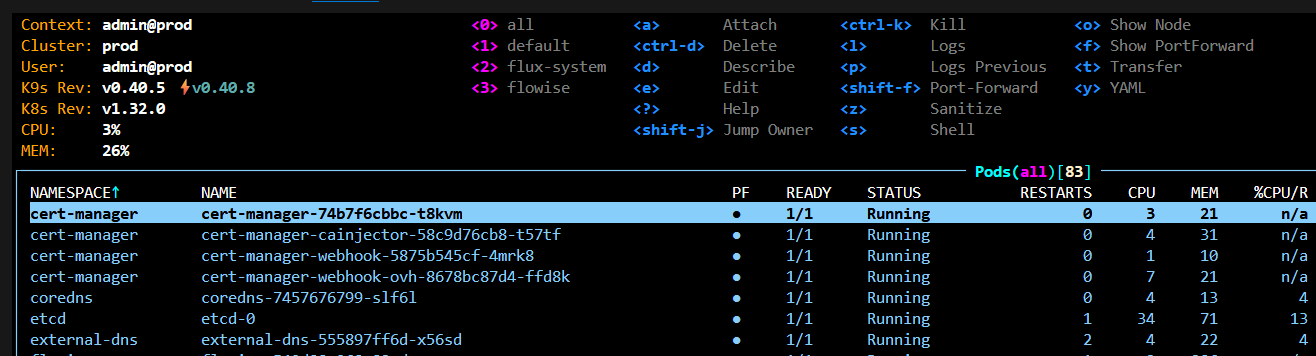 Context: admin@prod <0> all <a> Attach <ctrl-k> Kill <o> Show Node
Cluster: prod <1> default <ctrl-d> Delete <l> Logs <f> Show PortForward
User: admin@prod <2> flux-system <d> Describe <p> Logs Previous <t> Transfer
K9s Rev: v0.40.5 ⚡v0.40.8 <3> flowise <e> Edit <shift-f> Port-Forward <y> YAML
K8s Rev: v1.32.0 <?> Help <z> Sanitize
CPU: 3% <shift-j> Jump Owner <s> Shell
MEM: 26%
Pods(all)[83]
NAMESPACE↑ NAME PF READY STATUS RESTARTS CPU MEM %CPU/R
cert-manager cert-manager-74b7f6cbbc-t8kvm ● 1/1 Running 0 3 21 n/a
cert-manager cert-manager-cainjector-58c9d76cb8-t57tf ● 1/1 Running 0 4 31 n/a
cert-manager cert-manager-webhook-5875b545cf-4mrk8 ● 1/1 Running 0 1 10 n/a
cert-manager cert-manager-webhook-ovh-8678bc87d4-ffd8k ● 1/1 Running 0 7 21 n/a
coredns coredns-7457676799-slf6l ● 1/1 Running 0 4 13 4
etcd etcd-0 ● 1/1 Running 1 34 71 13
external-dns external-dns-555897ff6d-x56sd ● 1/1 Running 2 4 22 4